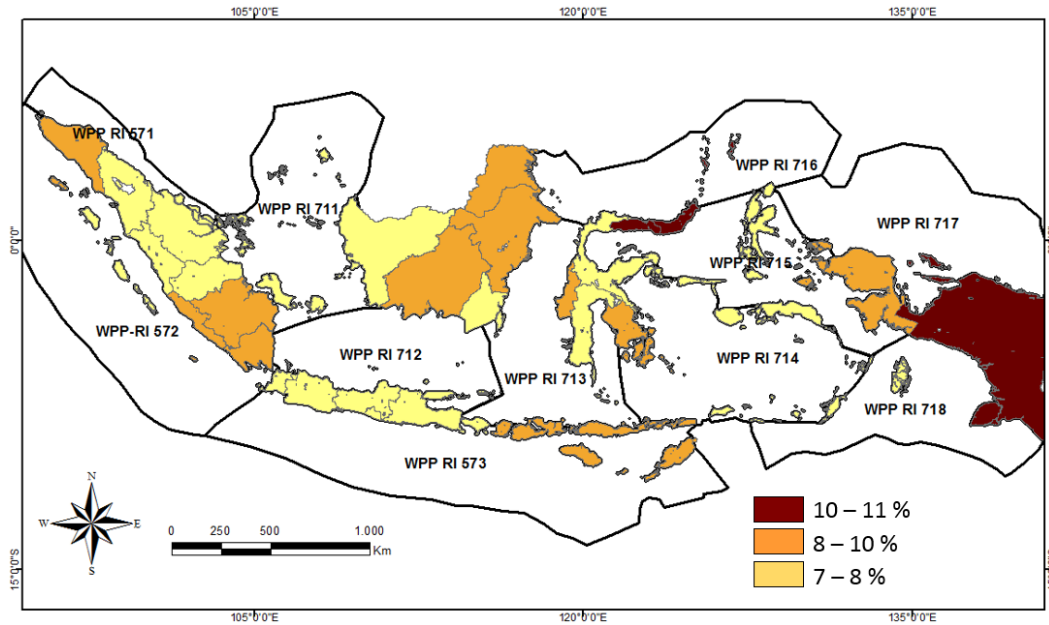 105°0'0"E 120°0'0"E 135°0'0"E
WPP RI 571
WPP RI 716
WPP RI 711
WPP RI 717
0°0'0"
WPP RI 715
WPP-RI 572
WPP RI 712
WPP RI 713
WPP RI 714
WPP RI 718
WPP RI 573
N
W E
S
0 250 500 1.000
Km
10 – 11 %
8 – 10 %
7 – 8 %
15°0'0"S
105°0'0"E 120°0'0"E 135°0'0"E